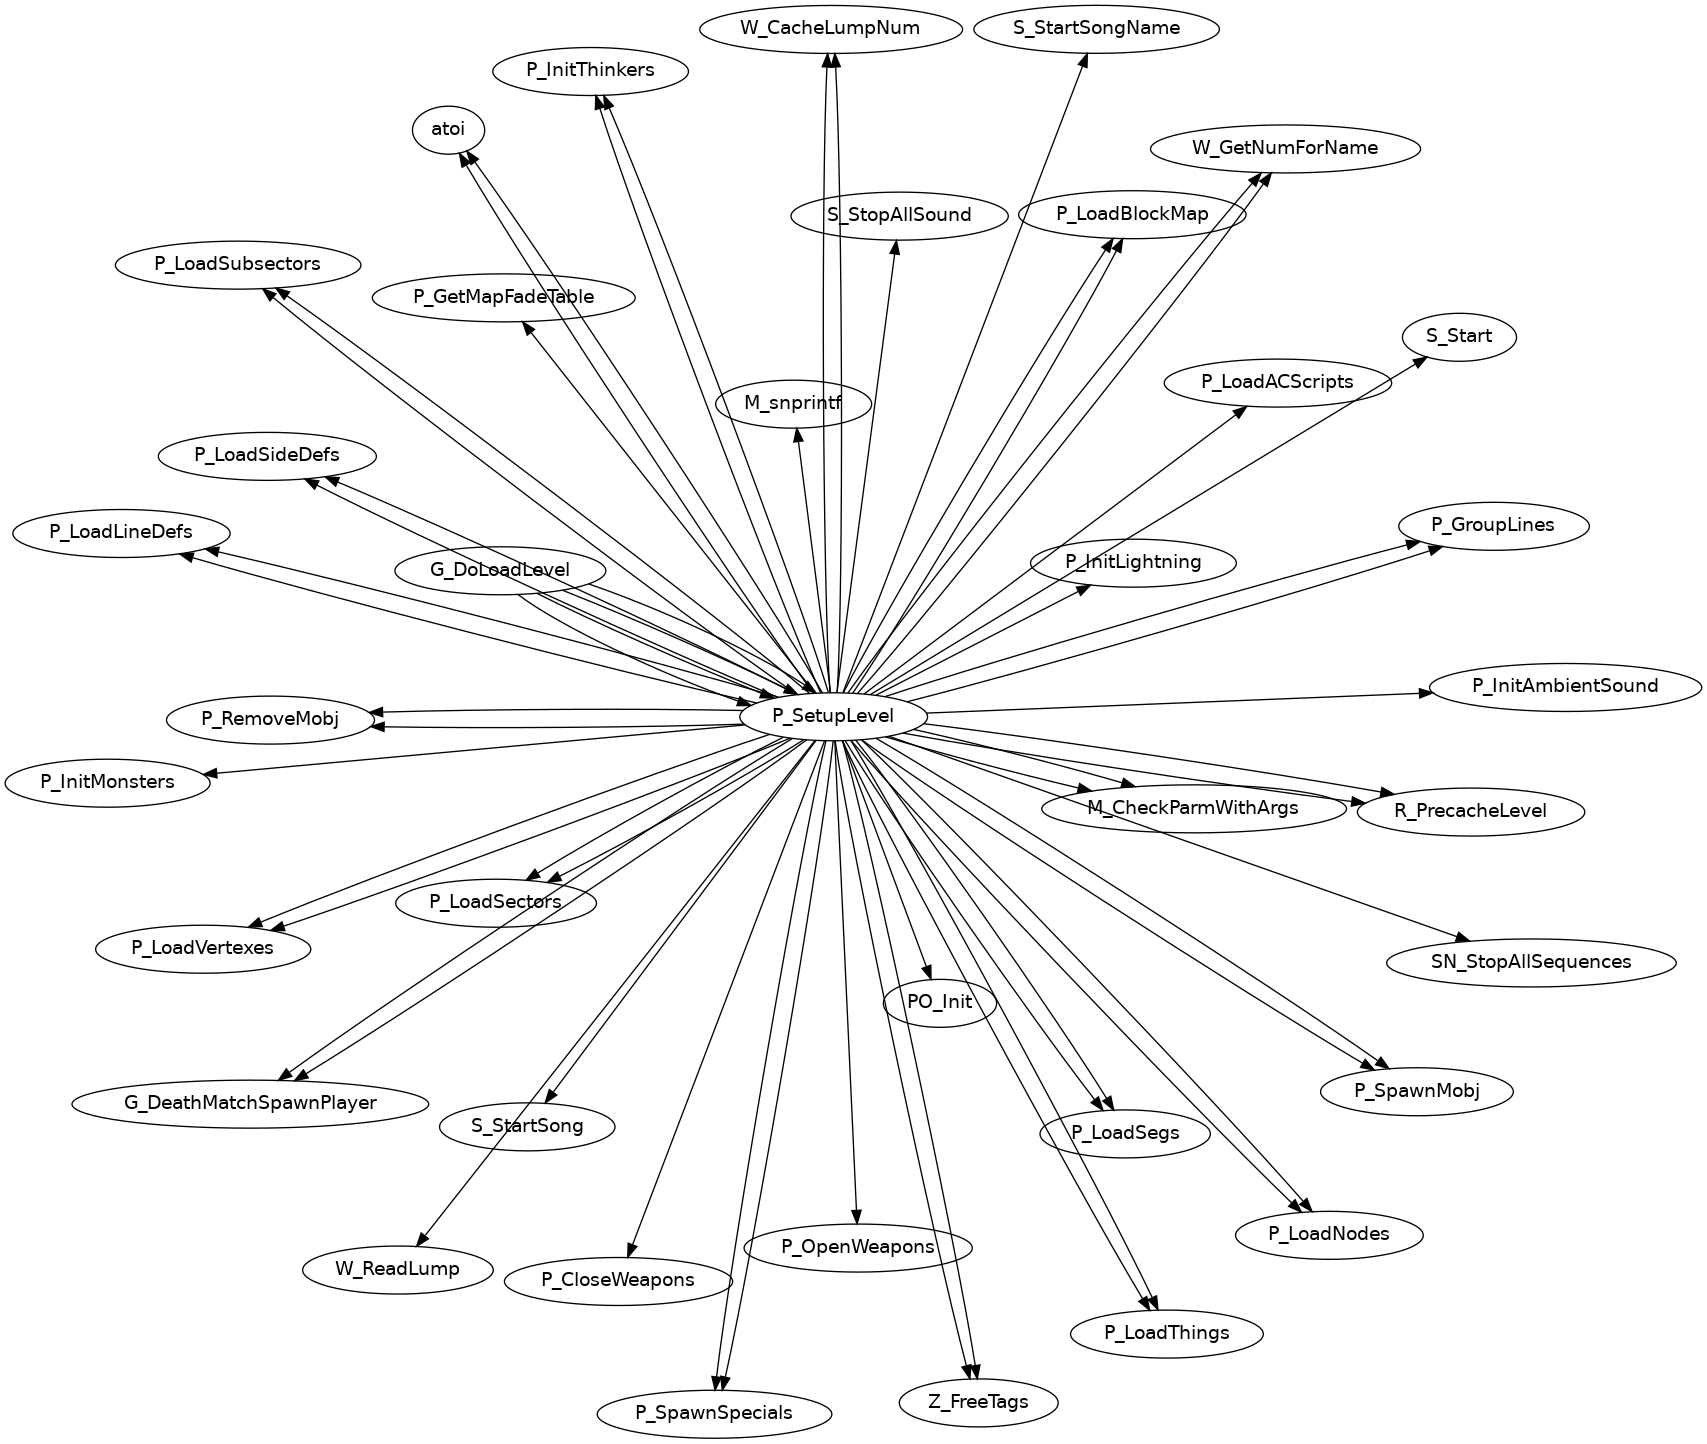 W_CacheLumpNum
S_StartSongName
P_InitThinkers
atoi
W_GetNumForName
S_StopAllSound
P_LoadBlockMap
P_LoadSubsectors
P_GetMapFadeTable
S_Start
P_LoadACScripts
M_snprintf
P_LoadSideDefs
P_LoadLineDefs
P_GroupLines
G_DoLoadLevel
P_InitLightning
P_InitAmbientSound
P_RemoveMobj
P_SetupLevel
P_InitMonsters
M_CheckParmWithArgs
R_PrecacheLevel
P_LoadSectors
P_LoadVertexes
SN_StopAllSequences
PO_Init
P_SpawnMobj
G_DeathMatchSpawnPlayer
S_StartSong
P_LoadSegs
P_LoadNodes
P_OpenWeapons
W_ReadLump
P_CloseWeapons
P_LoadThings
Z_FreeTags
P_SpawnSpecials